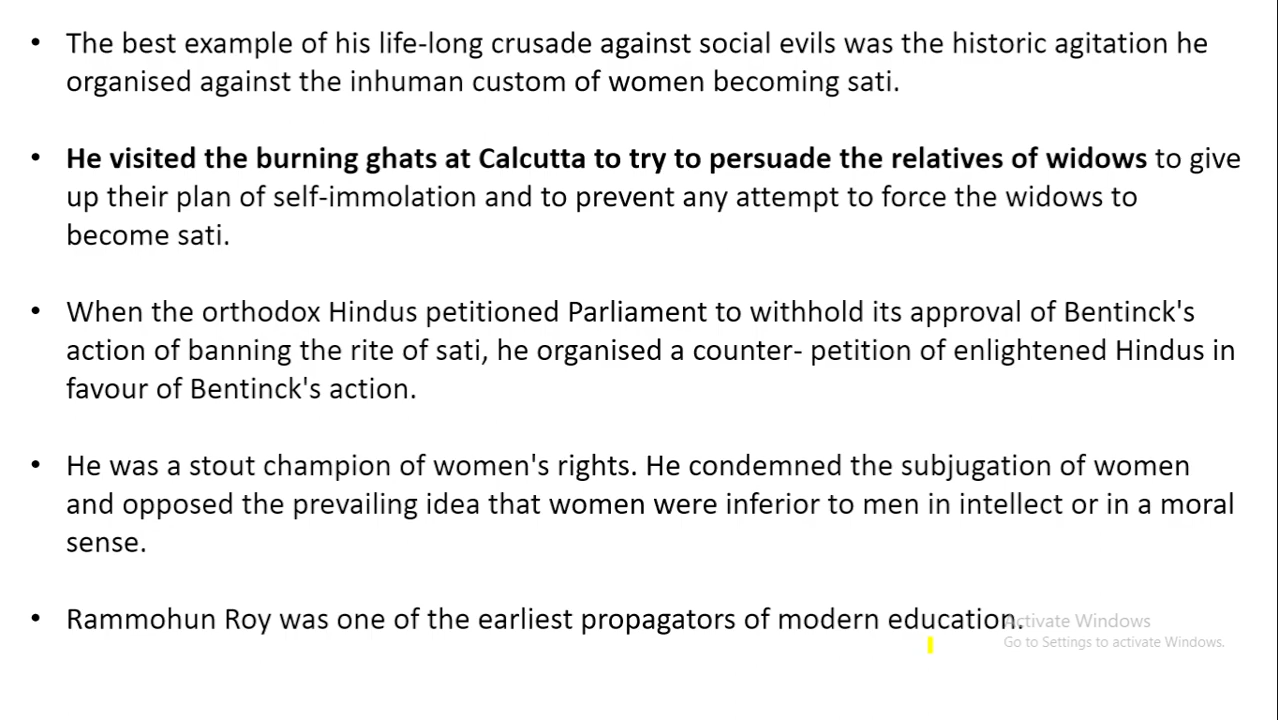 • The best example of his life-long crusade against social evils was the historic agitation he
organised against the inhuman custom of women becoming sati.
• He visited the burning ghats at Calcutta to try to persuade the relatives of widows to give
up their plan of self-immolation and to prevent any attempt to force the widows to
become sati.
• When the orthodox Hindus petitioned Parliament to withhold its approval of Bentinck's
action of banning the rite of sati, he organised a counter- petition of enlightened Hindus in
favour of Bentinck's action.
• He was a stout champion of women's rights. He condemned the subjugation of women
and opposed the prevailing idea that women were inferior to men in intellect or in a moral
sense.
• Rammohun Roy was one of the earliest propagators of modern education.
Activate Windows
Go to Settings to activate Windows.